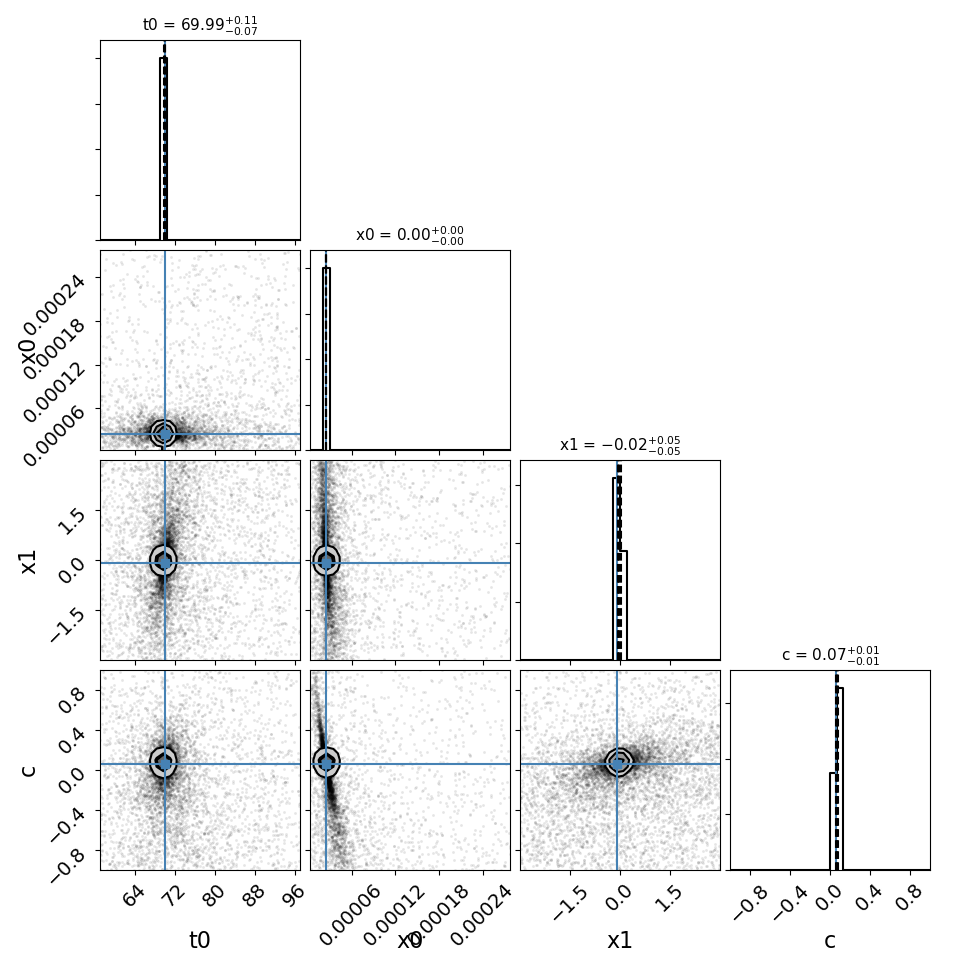 t0 = 69.99+0.11−0.07
x0 = 0.00+0.00−0.00
x0
0.00024
0.00018
0.00012
0.00006
x1 = −0.02+0.05−0.05
x1
1.5
0.0
−1.5
c = 0.07+0.01−0.01
c
0.8
0.4
0.0
−0.4
−0.8
64 72 80 88 96
0.00006 0.00012 0.00018 0.00024
−1.5 0.0 1.5
−0.8 −0.4 0.0 0.4 0.8
t0 x0 x1 c